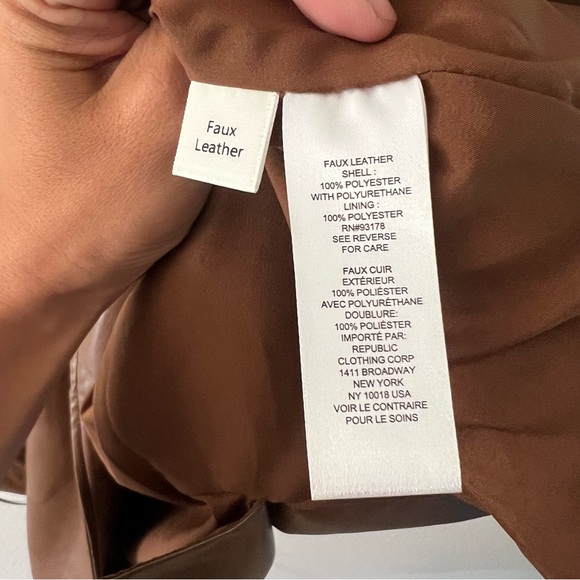 Faux
Leather
FAUX LEATHER
SHELL :
100% POLYESTER
WITH POLYURETHANE
LINING :
100% POLYESTER
RN#93178
SEE REVERSE
FOR CARE
FAUX CUIR
EXTÉRIEUR
100% POLIÉSTER
AVEC POLYURÉTHANE
DOUBLURE:
100% POLIÉSTER
IMPORTÉ PAR:
REPUBLIC
CLOTHING CORP
1411 BROADWAY
NEW YORK
NY 10018 USA
VOIR LE CONTRAIRE
POUR LE SOINS